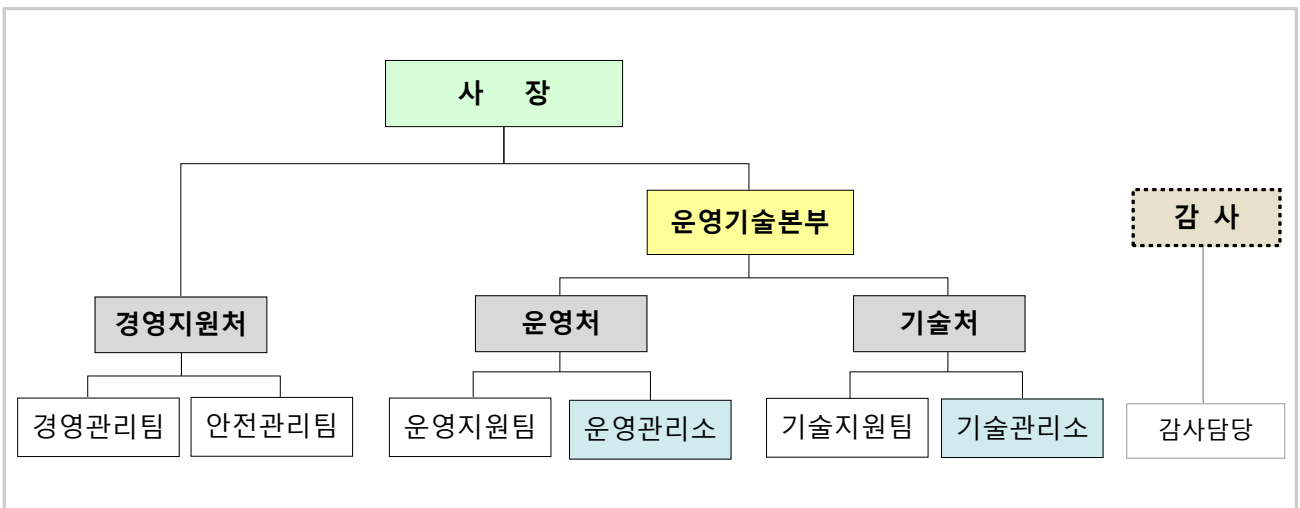 사 장
운영기술본부
감 사
경영지원처
운영처
기술처
경영관리팀
안전관리팀
운영지원팀
운영관리소
기술지원팀
기술관리소
감사담당